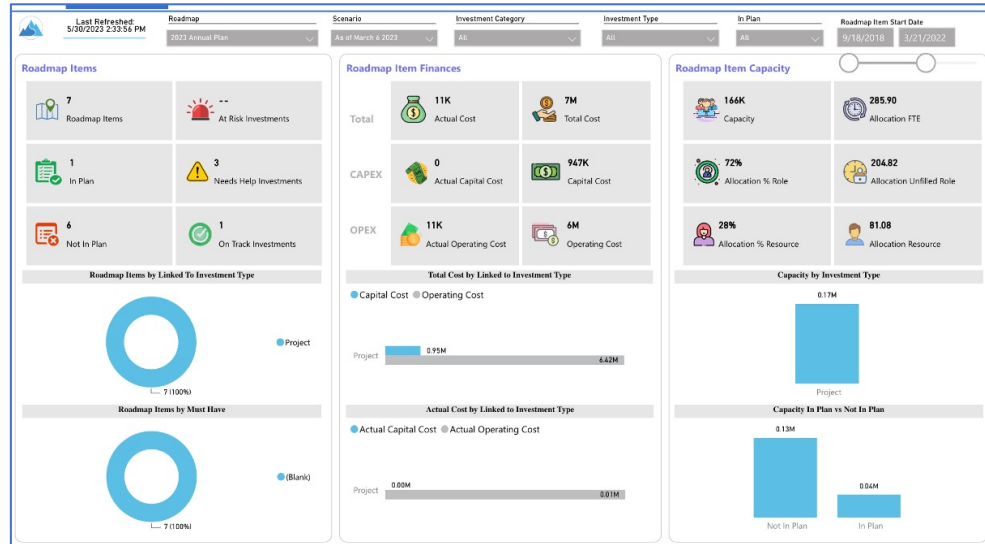 Last Refreshed:
5/30/2023 2:33:56 PM
Roadmap
2023 Annual Plan
Scenario
As of March 6 2023
Investment Category
All
Investment Type
All
In Plan
All
Roadmap Item Start Date
9/18/2018
3/21/2022
Roadmap Items
7
Roadmap Items
--
At Risk Investments
1
In Plan
3
Needs Help Investments
6
Not In Plan
1
On Track Investments
Roadmap Items by Linked To Investment Type
Project
7 (100%)
Roadmap Items by Must Have
(Blank)
7 (100%)
Roadmap Item Finances
Total
11K
Actual Cost
7M
Total Cost
CAPEX
0
Actual Capital Cost
947K
Capital Cost
OPEX
11K
Actual Operating Cost
6M
Operating Cost
Total Cost by Linked to Investment Type
Capital Cost Operating Cost
Project
0.95M
6.42M
Actual Cost by Linked to Investment Type
Actual Capital Cost Actual Operating Cost
Project
0.00M
0.01M
Roadmap Item Capacity
166K
Capacity
285.90
Allocation FTE
72%
Allocation % Role
204.82
Allocation Unfilled Role
28%
Allocation % Resource
81.08
Allocation Resource
Capacity by Investment Type
0.17M
Project
Capacity In Plan vs Not In Plan
0.13M
0.04M
Not In Plan
In Plan